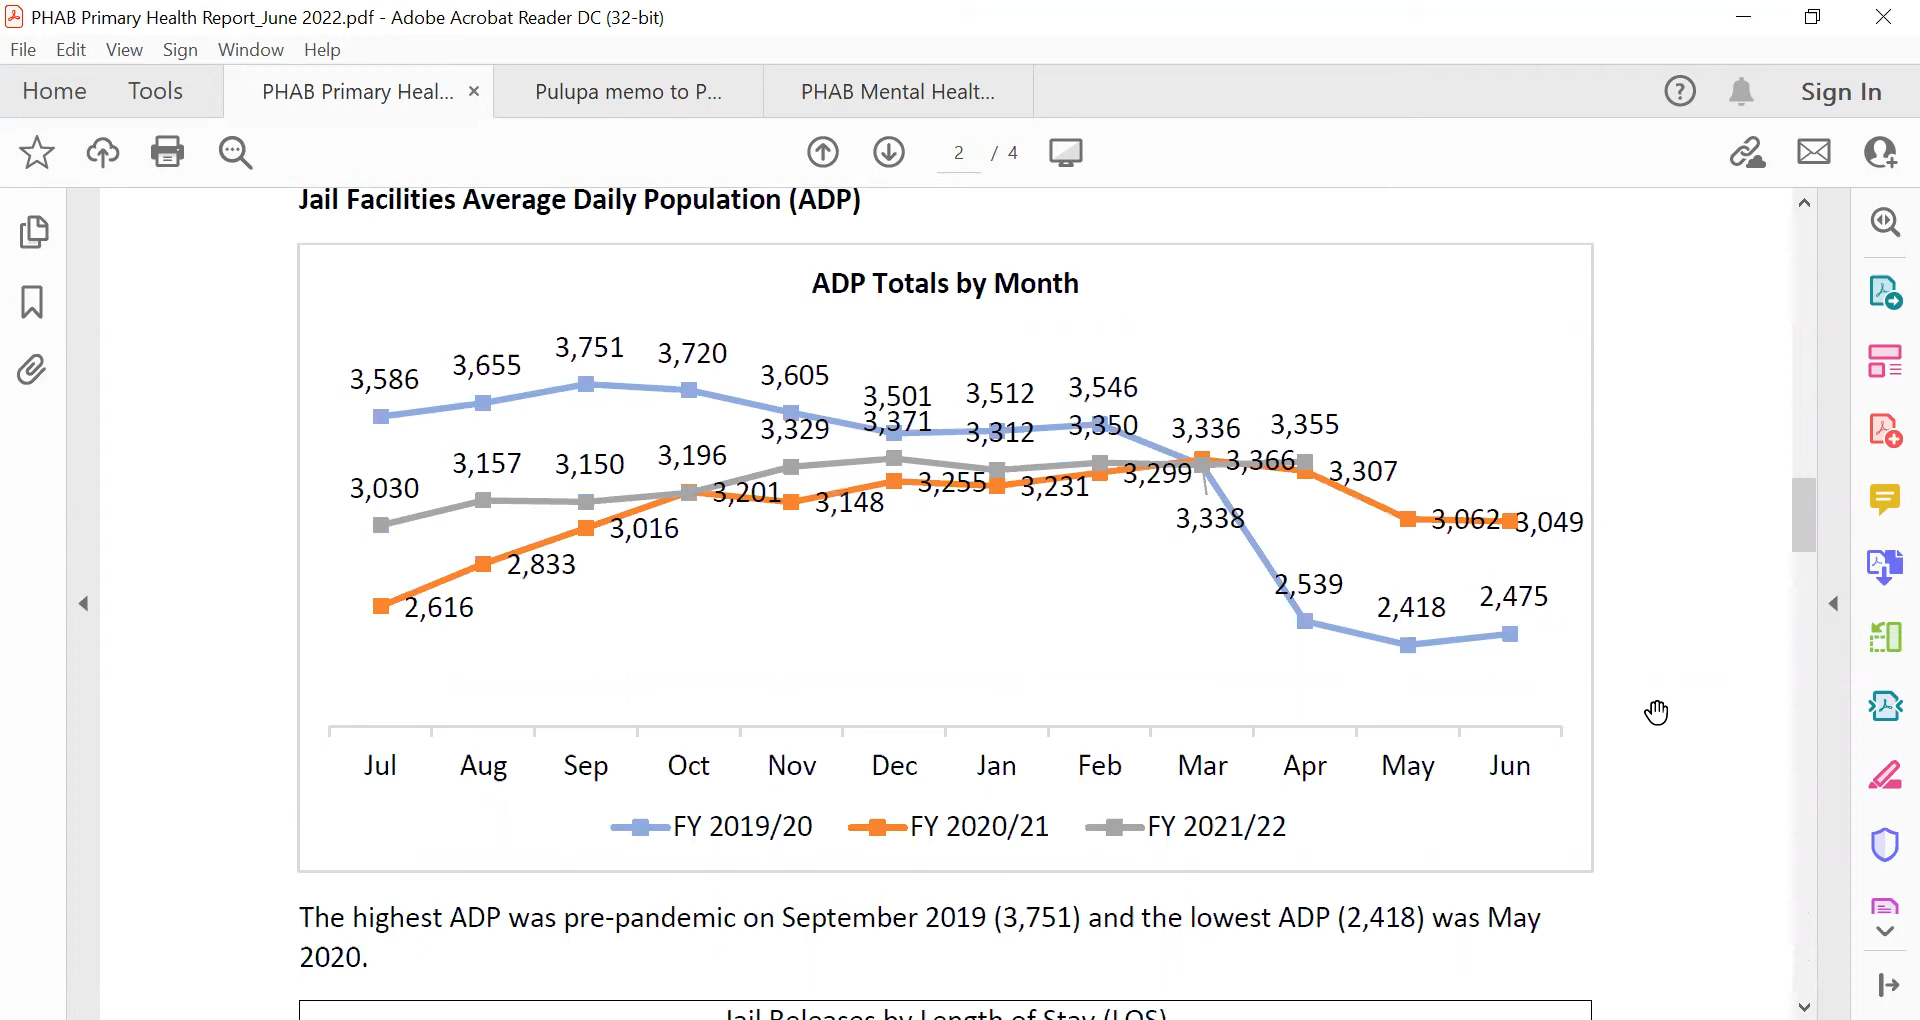 PHAB Primary Health Report_June 2022.pdf - Adobe Acrobat Reader DC (32-bit)
File Edit View Sign Window Help
Home Tools PHAB Primary Heal... × Pulupa memo to P... PHAB Mental Healt... Sign In
2 / 4
Jail Facilities Average Daily Population (ADP)
ADP Totals by Month
3,586 3,655 3,751 3,720 3,605 3,501 3,512 3,546
3,030 3,157 3,150 3,196 3,329 3,371 3,312 3,350 3,336 3,355
2,616 2,833 3,016 3,201 3,148 3,255 3,231 3,299 3,366 3,307 3,062 3,049
3,338 2,539 2,418 2,475
Jul Aug Sep Oct Nov Dec Jan Feb Mar Apr May Jun
FY 2019/20 FY 2020/21 FY 2021/22
The highest ADP was pre-pandemic on September 2019 (3,751) and the lowest ADP (2,418) was May
2020.
Jail Releases by Length of Stay (LOS)